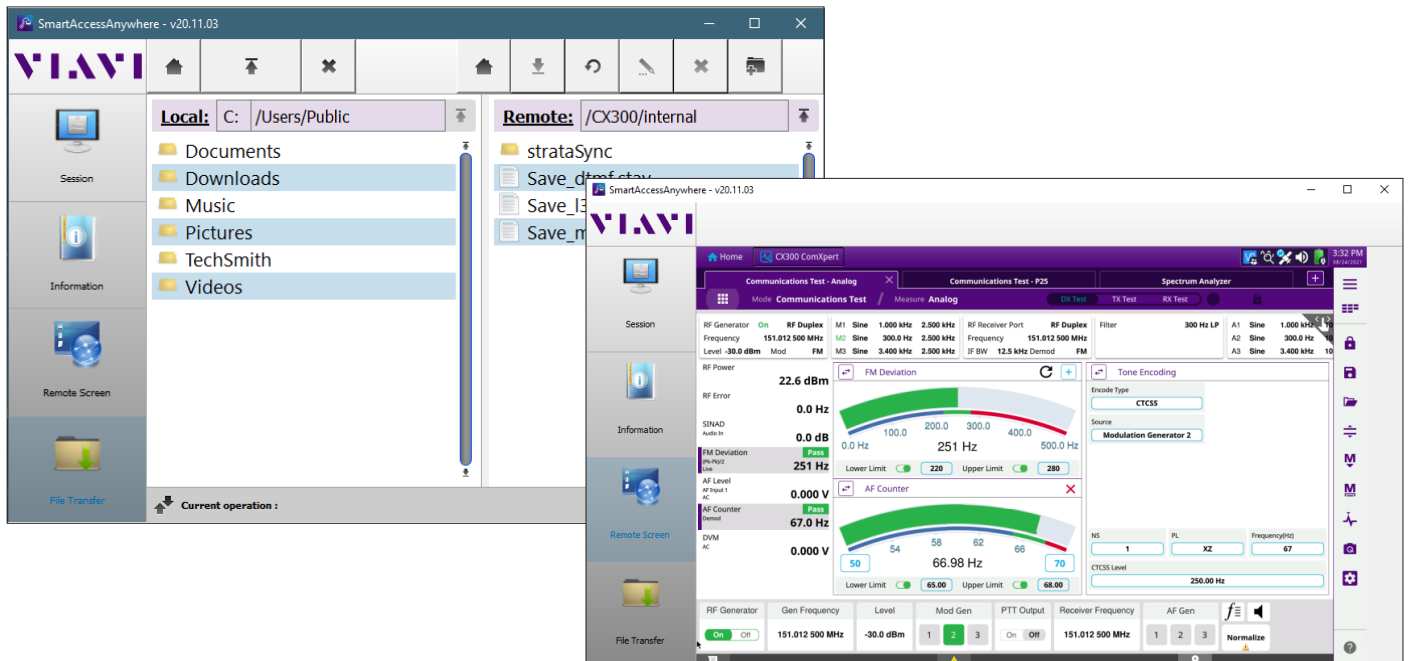 SmartAccessAnywhere - v20.11.03
VIAVI
Local: C: /Users/Public
Remote: /CX300/internal
Session
Information
Remote Screen
File Transfer
Documents
Downloads
Music
Pictures
TechSmith
Videos
strataSync
Save_dtmf.stay
Save_l3
Save_m
Current operation :
SmartAccessAnywhere - v20.11.03
VIAVI
Session
Information
Remote Screen
File Transfer
Home CX300 ComXpert 3:32 PM
08/24/2021
Communications Test - Analog Communications Test - P25 Spectrum Analyzer
Mode Communications Test / Measure Analog DX Test TX Test RX Test
RF Generator On RF Duplex
Frequency 151.012 500 MHz
Level -30.0 dBm Mod FM
M1 Sine 1.000 kHz 2.500 kHz
M2 Sine 300.0 Hz 2.500 kHz
M3 Sine 3.400 kHz 2.500 kHz
RF Receiver Port RF Duplex
Frequency 151.012 500 MHz
IF BW 12.5 kHz Demod FM
Filter 300 Hz LP
A1 Sine 1.000 kHz 10
A2 Sine 300.0 Hz 10
A3 Sine 3.400 kHz 10
RF Power
22.6 dBm
RF Error
0.0 Hz
SINAD
Audio In
0.0 dB
FM Deviation Pass
(Pk-Pk)/2
Live
251 Hz
AF Level
AF Input 1
AC
0.000 V
AF Counter Pass
Demod
67.0 Hz
DVM
AC
0.000 V
FM Deviation
0.0 Hz 100.0 200.0 300.0 400.0 500.0 Hz
251 Hz
Lower Limit 220 Upper Limit 280
AF Counter
50 54 58 62 66 70
66.98 Hz
Lower Limit 65.00 Upper Limit 68.00
Tone Encoding
Encode Type
CTCSS
Source
Modulation Generator 2
NS PL Frequency(Hz)
1 XZ 67
CTCSS Level
250.00 Hz
M
M
RF Generator Gen Frequency Level Mod Gen PTT Output Receiver Frequency AF Gen
On Off 151.012 500 MHz -30.0 dBm 1 2 3 On Off 151.012 500 MHz 1 2 3 Normalize